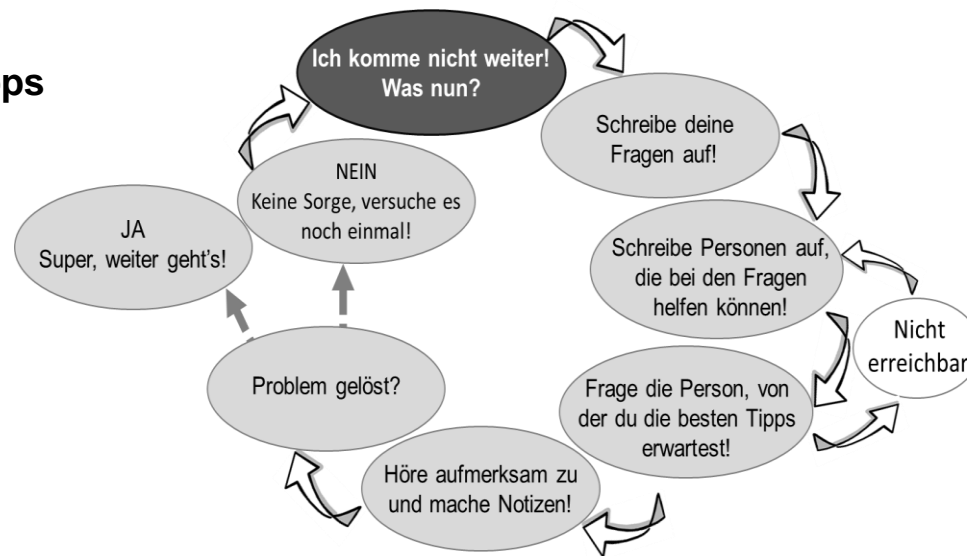 ps
Ich komme nicht weiter!
Was nun?
Schreibe deine
Fragen auf!
Schreibe Personen auf,
die bei den Fragen
helfen können!
Nicht
erreichbar
Frage die Person, von
der du die besten Tipps
erwartest!
Höre aufmerksam zu
und mache Notizen!
Problem gelöst?
NEIN
Keine Sorge, versuche es
noch einmal!
JA
Super, weiter geht's!